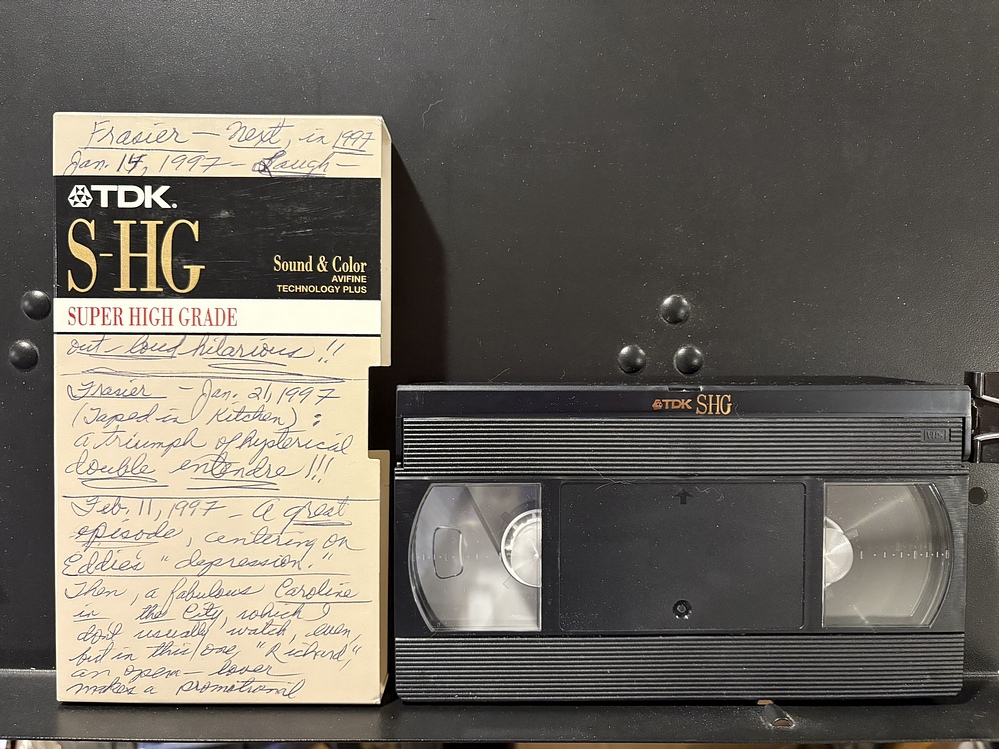 Frasier – Next, in 1997
Jan. 14, 1997 – Laugh –
TDK.
S-HG
Sound & Color
AVIFINE
TECHNOLOGY PLUS
SUPER HIGH GRADE
out – loud hilarious !!
Frasier – Jan. 21, 1997
(Taped in Kitchen) :
a triumph of hysterical
double entendre !!!
Feb. 11, 1997 – A great
episode, centering on
Eddie's "depression."
Then, a fabulous Caroline
in the City, which I
don't usually watch, even,
but in this one, "Richard",
an open – lover
makes a promotional
TDK SHG
VHS